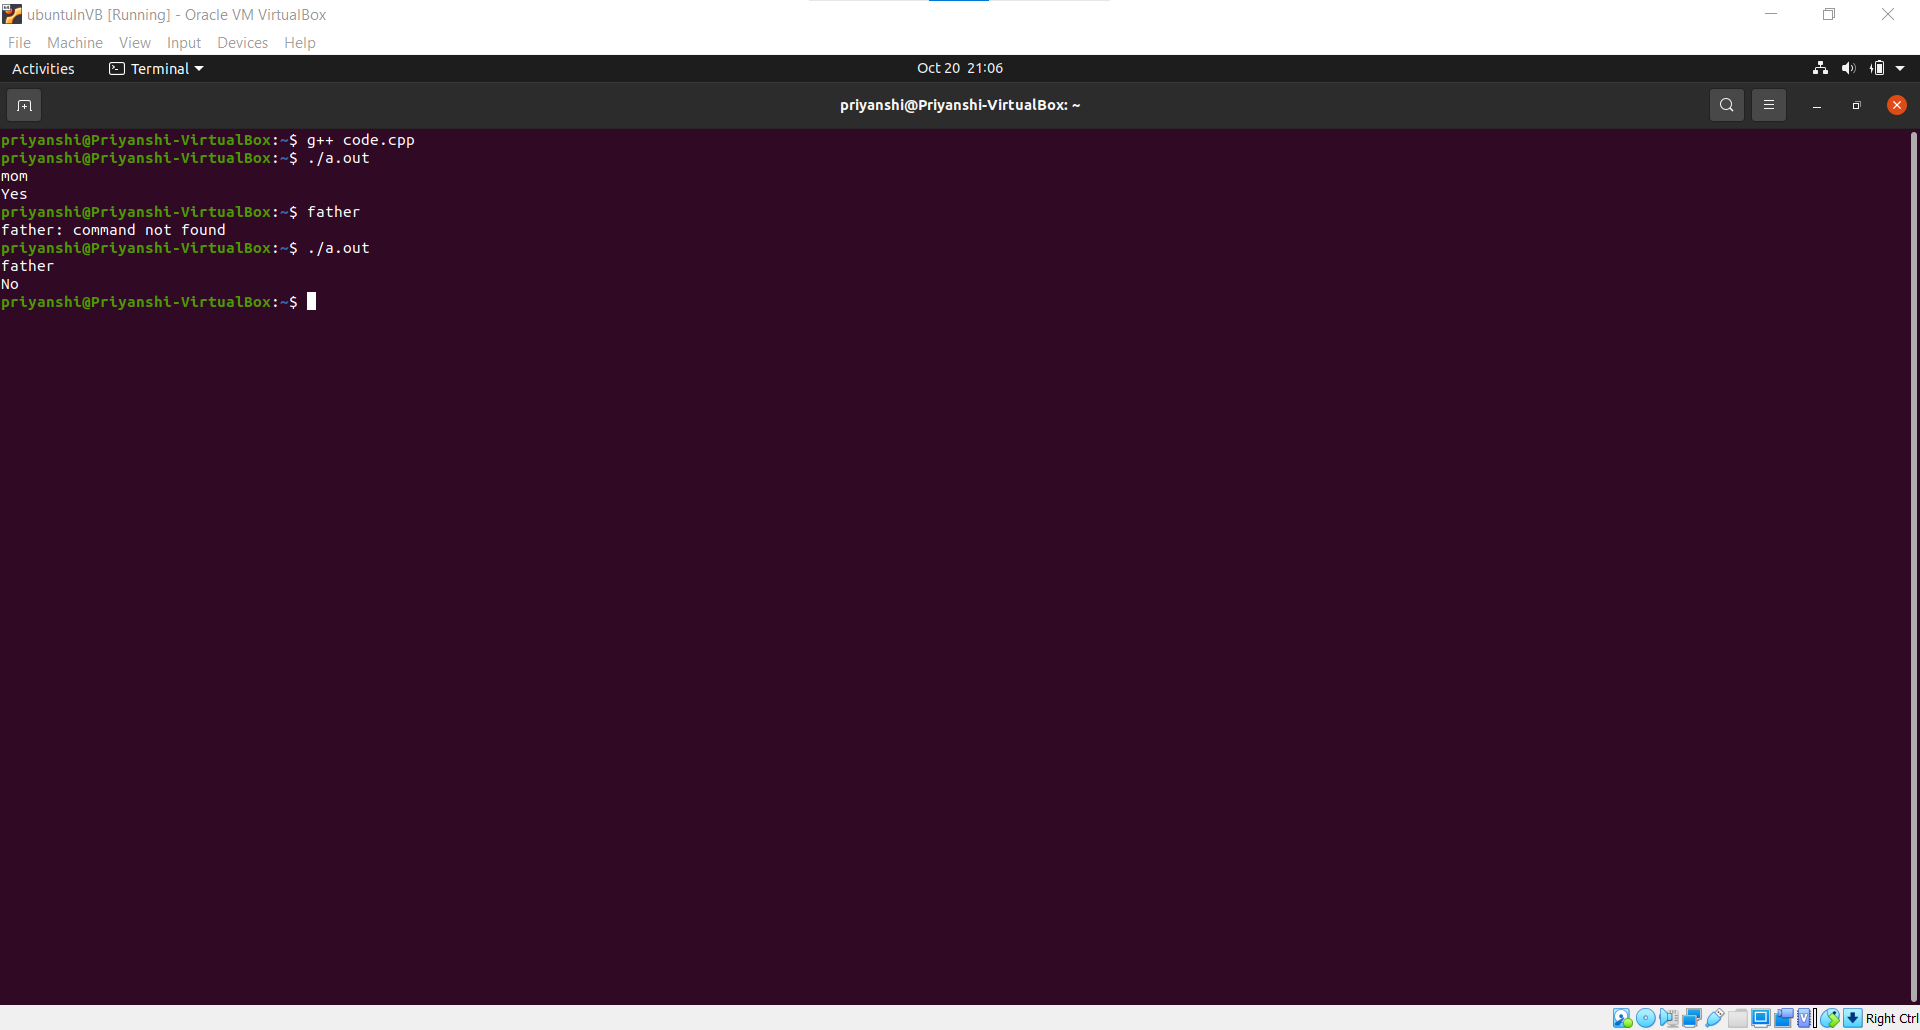 ubuntuInVB [Running] - Oracle VM VirtualBox
File Machine View Input Devices Help
Activities Terminal Oct 20 21:06
priyanshi@Priyanshi-VirtualBox: ~
priyanshi@Priyanshi-VirtualBox:~$ g++ code.cpp
priyanshi@Priyanshi-VirtualBox:~$ ./a.out
mom
Yes
priyanshi@Priyanshi-VirtualBox:~$ father
father: command not found
priyanshi@Priyanshi-VirtualBox:~$ ./a.out
father
No
priyanshi@Priyanshi-VirtualBox:~$
Right Ctrl